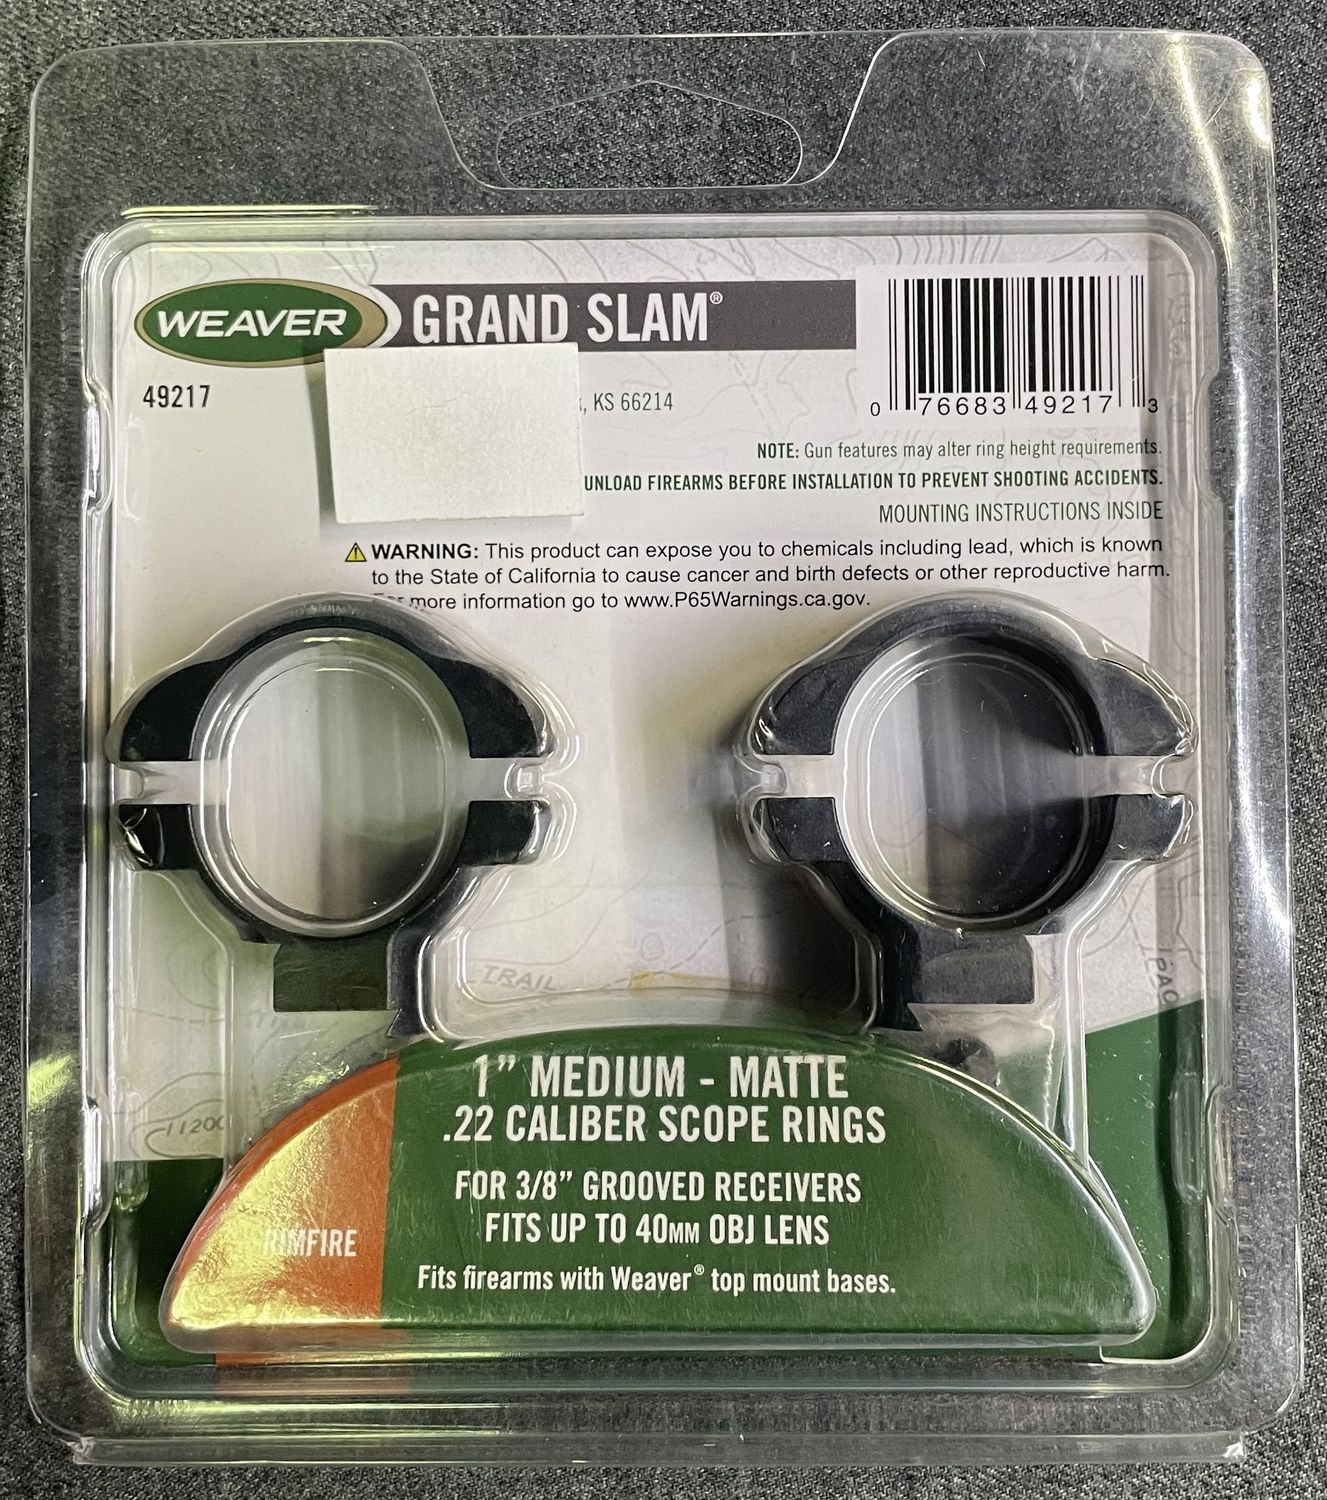 WEAVER GRAND SLAM®
49217
, KS 66214
0 76683 49217 3
NOTE: Gun features may alter ring height requirements.
UNLOAD FIREARMS BEFORE INSTALLATION TO PREVENT SHOOTING ACCIDENTS.
MOUNTING INSTRUCTIONS INSIDE
WARNING: This product can expose you to chemicals including lead, which is known
to the State of California to cause cancer and birth defects or other reproductive harm.
For more information go to www.P65Warnings.ca.gov.
TRAIL
11200
1” MEDIUM - MATTE
.22 CALIBER SCOPE RINGS
FOR 3/8” GROOVED RECEIVERS
FITS UP TO 40MM OBJ LENS
RIMFIRE
Fits firearms with Weaver® top mount bases.